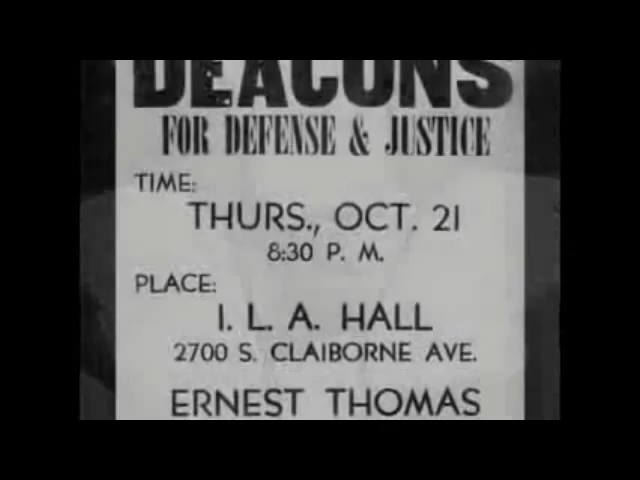 DEACONS
FOR DEFENSE & JUSTICE
TIME:
THURS., OCT. 21
8:30 P. M.
PLACE:
I. L. A. HALL
2700 S. CLAIBORNE AVE.
ERNEST THOMAS